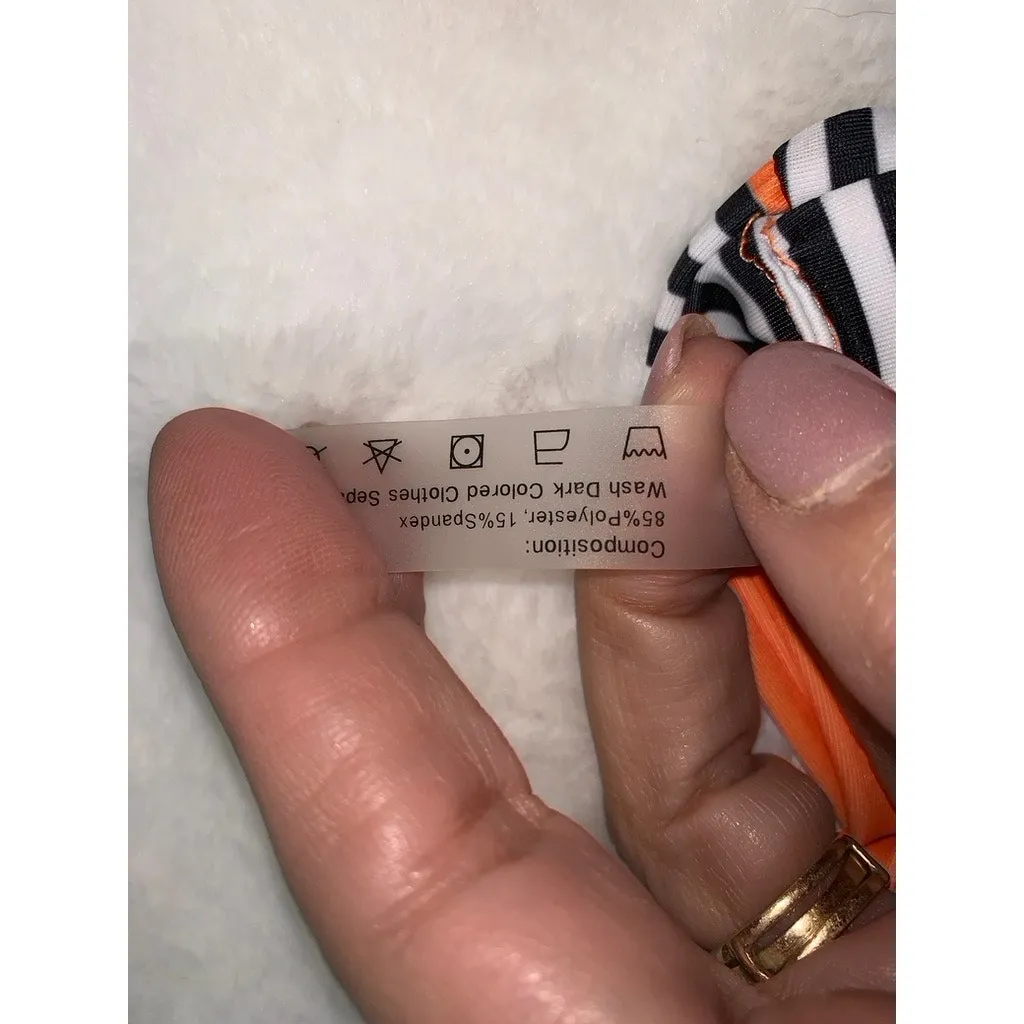 Composition:
85%Polyester, 15%Spandex
Wash Dark Colored Clothes